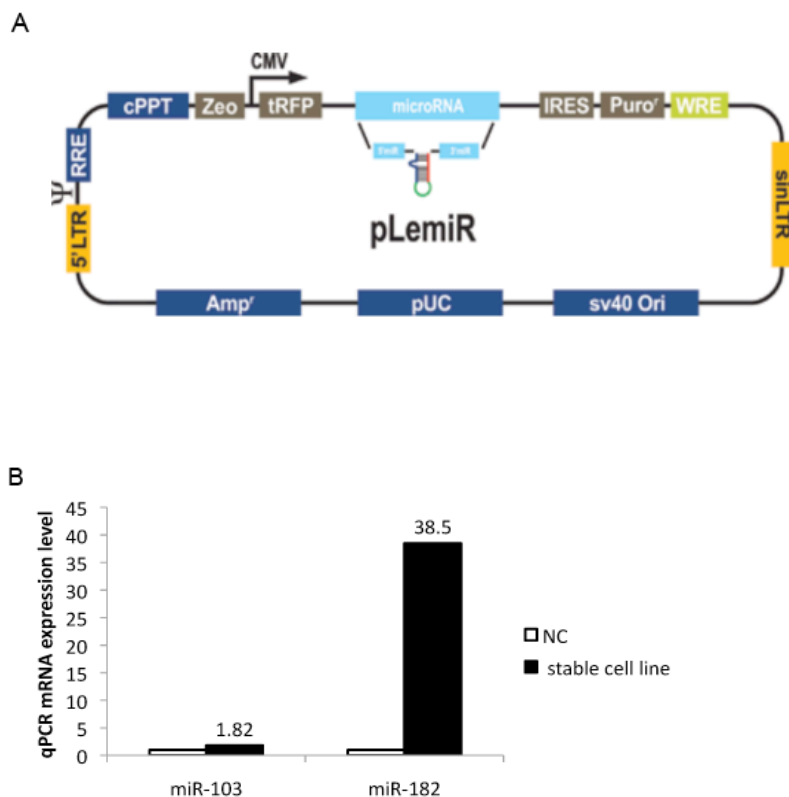 A
CMV
cPPT Zeo tRFP microRNA IRES Puroʳ WRE
RRE
Ψ
5' LTR
sinLTR
pLemiR
Ampʳ pUC sv40 Ori
B
qPCR mRNA expression level
45
40
35
30
25
20
15
10
5
0
1.82
38.5
miR-103 miR-182
NC
stable cell line